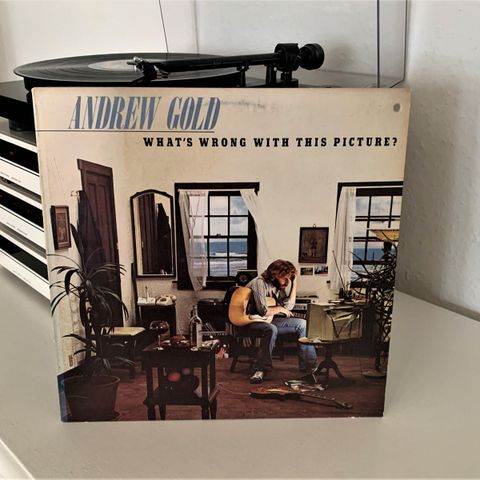 ANDREW GOLD
WHAT'S WRONG WITH THIS PICTURE?